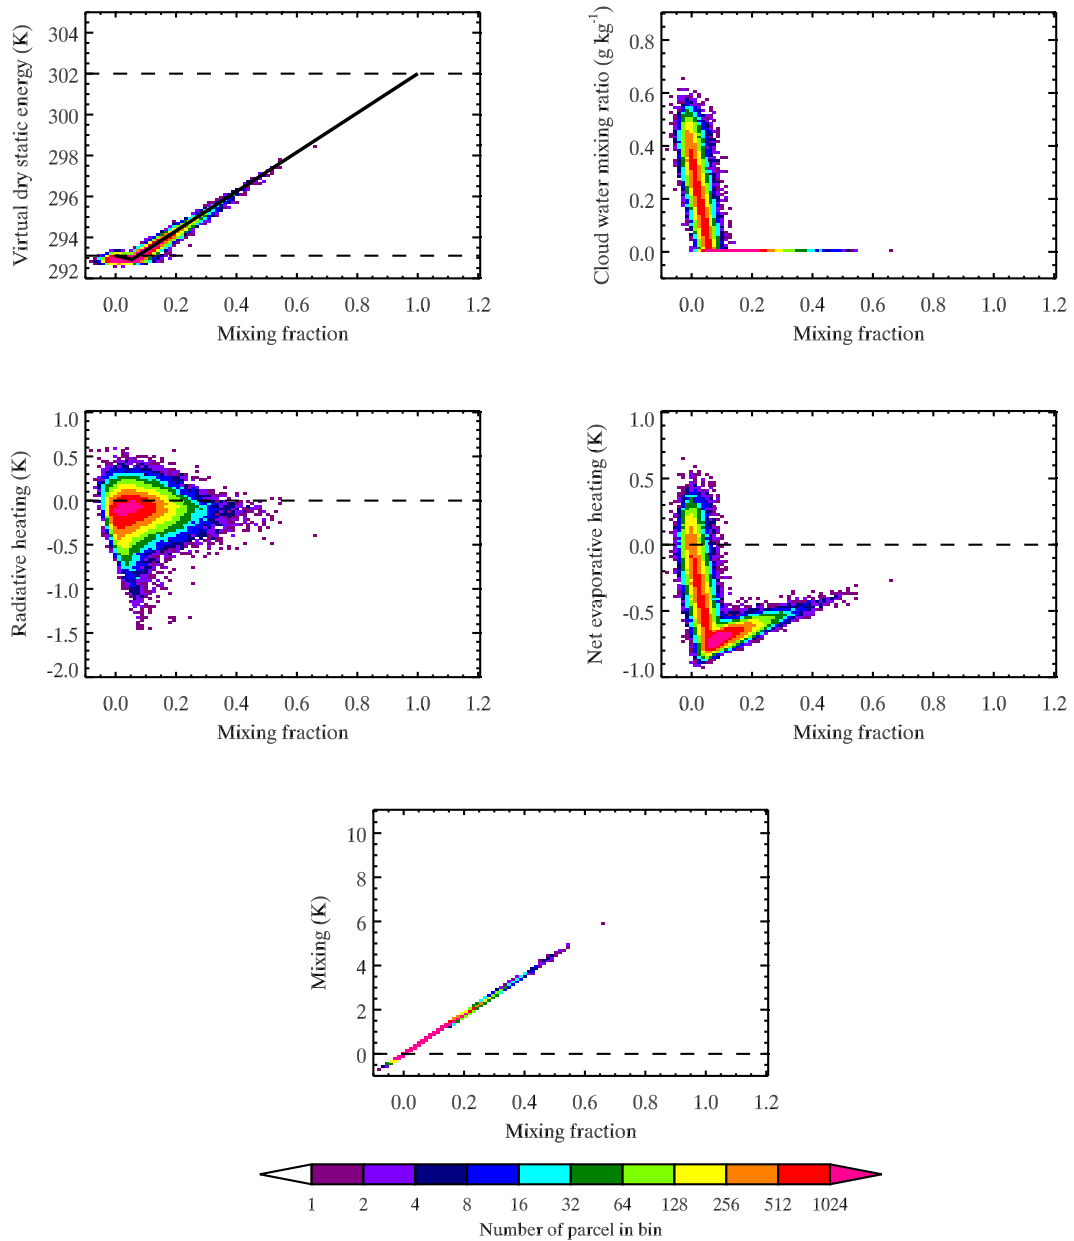 Virtual dry static energy (K)
304
302
300
298
296
294
292
0.0 0.2 0.4 0.6 0.8 1.0 1.2
Mixing fraction
Cloud water mixing ratio (g kg⁻¹)
0.8
0.6
0.4
0.2
0.0
0.0 0.2 0.4 0.6 0.8 1.0 1.2
Mixing fraction
Radiative heating (K)
1.0
0.5
0.0
-0.5
-1.0
-1.5
-2.0
0.0 0.2 0.4 0.6 0.8 1.0 1.2
Mixing fraction
Net evaporative heating (K)
1.0
0.5
0.0
-0.5
-1.0
0.0 0.2 0.4 0.6 0.8 1.0 1.2
Mixing fraction
Mixing (K)
10
8
6
4
2
0
0.0 0.2 0.4 0.6 0.8 1.0 1.2
Mixing fraction
1 2 4 8 16 32 64 128 256 512 1024
Number of parcel in bin